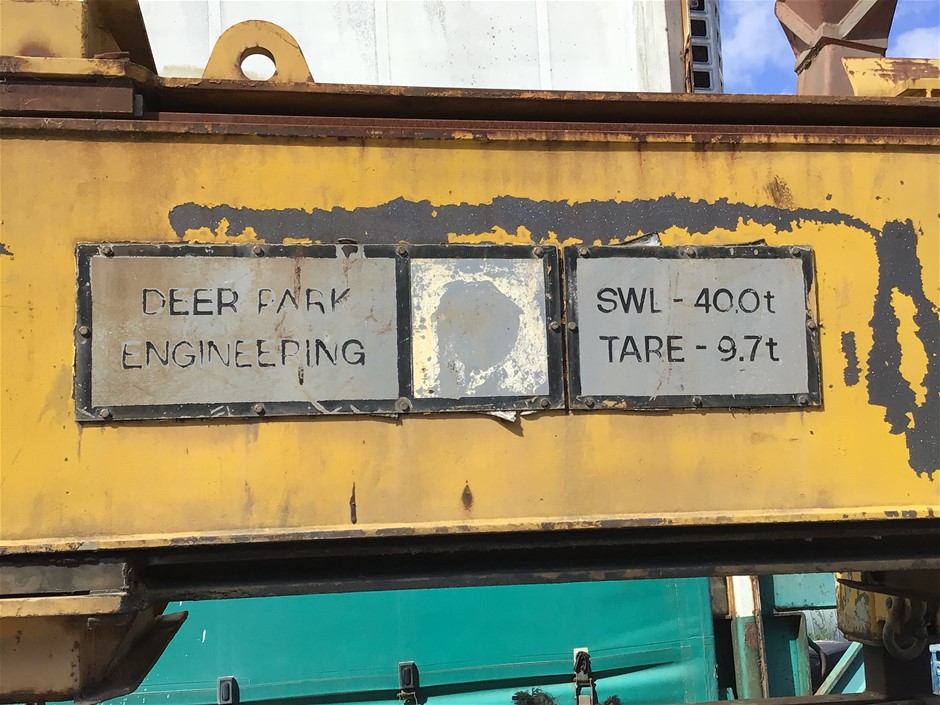 DEER PARK
ENGINEERING
SWL - 40.0t
TARE - 9.7t